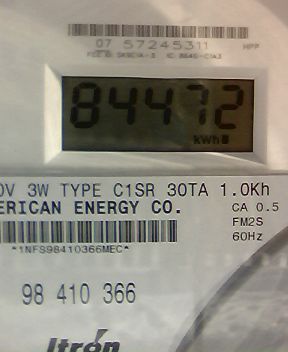 07 57245311
HPP
84472
kWh
0V 3W TYPE C1SR 30TA 1.0Kh
ERICAN ENERGY CO.
CA 0.5
FM2S
60Hz
*1NFS98410366MEC*
98 410 366
Itron